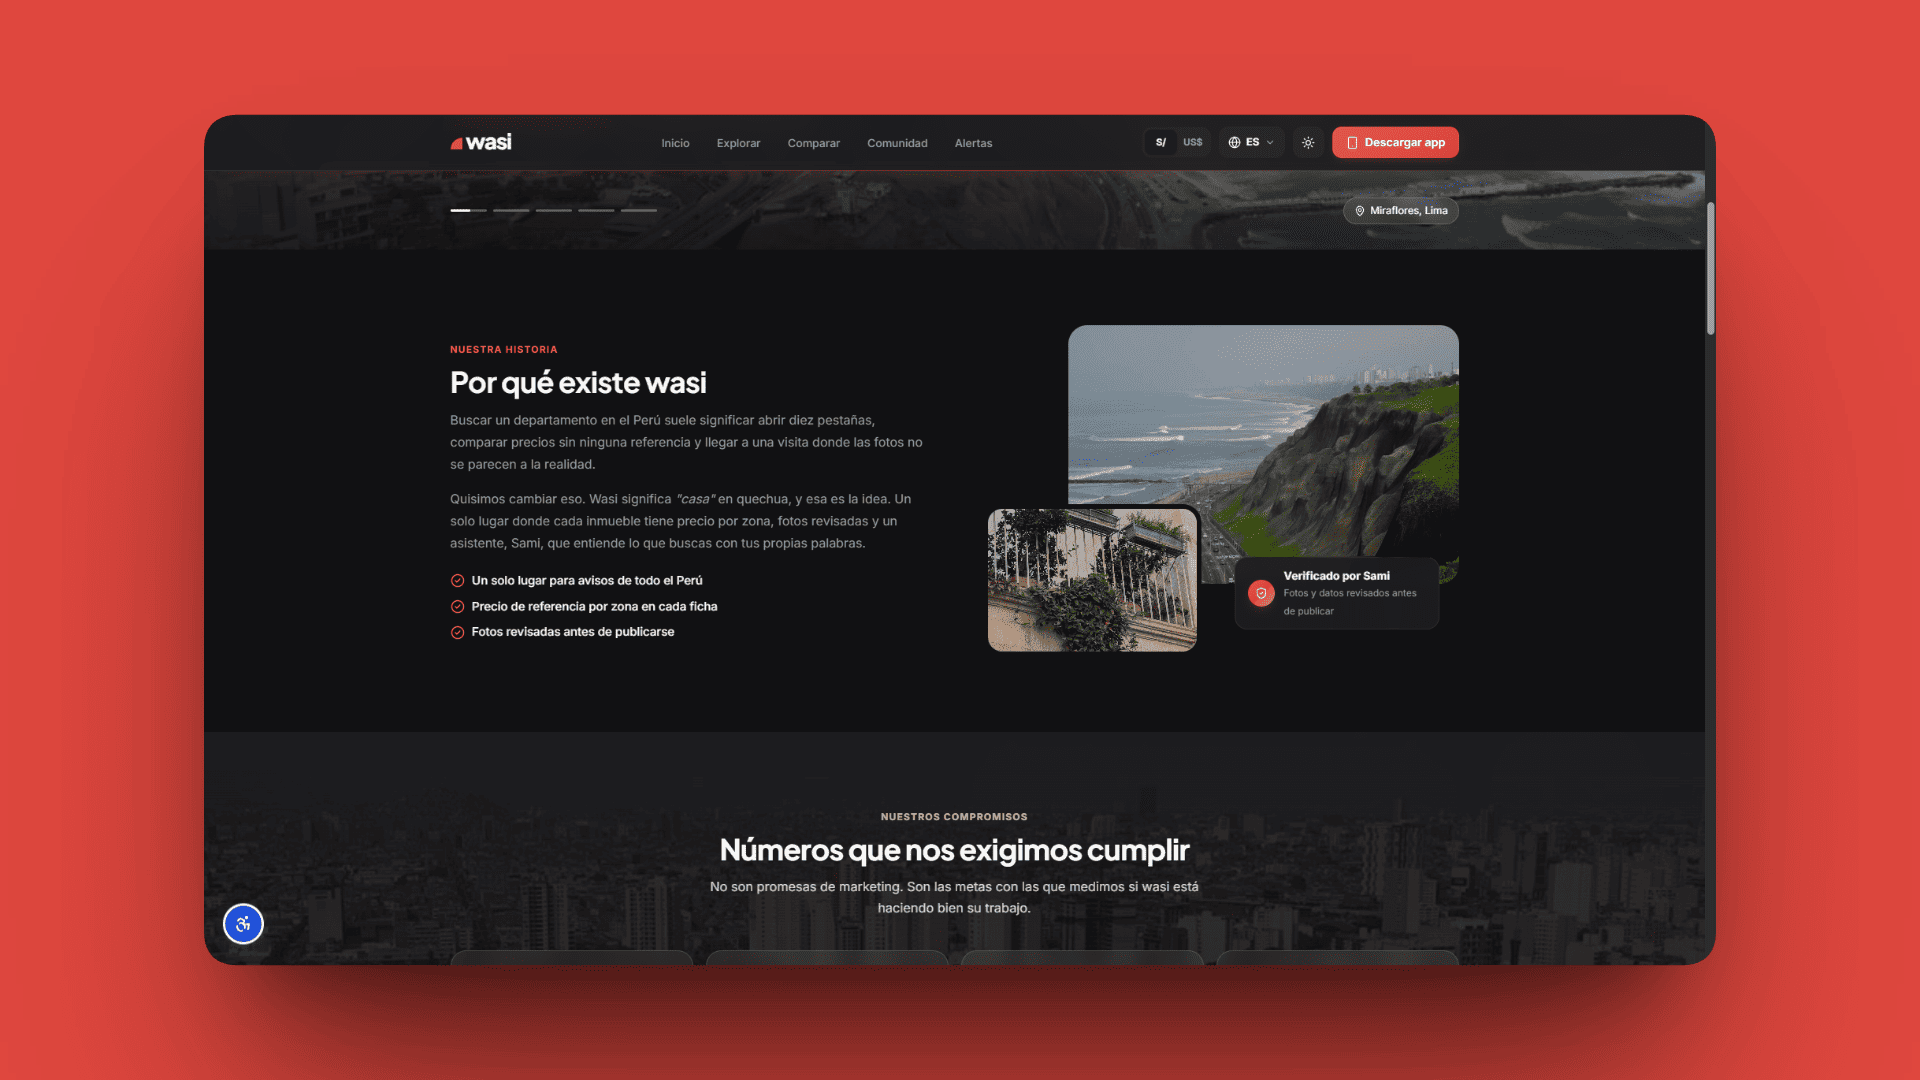 wasi
Inicio
Explorar
Comparar
Comunidad
Alertas
S/
US$
ES
Descargar app
Miraflores, Lima
NUESTRA HISTORIA
Por qué existe wasi
Buscar un departamento en el Perú suele significar abrir diez pestañas,
comparar precios sin ninguna referencia y llegar a una visita donde las fotos no
se parecen a la realidad.
Quisimos cambiar eso. Wasi significa "casa" en quechua, y esa es la idea. Un
solo lugar donde cada inmueble tiene precio por zona, fotos revisadas y un
asistente, Sami, que entiende lo que buscas con tus propias palabras.
Un solo lugar para avisos de todo el Perú
Precio de referencia por zona en cada ficha
Fotos revisadas antes de publicarse
Verificado por Sami
Fotos y datos revisados antes
de publicar
NUESTROS COMPROMISOS
Números que nos exigimos cumplir
No son promesas de marketing. Son las metas con las que medimos si wasi está
haciendo bien su trabajo.